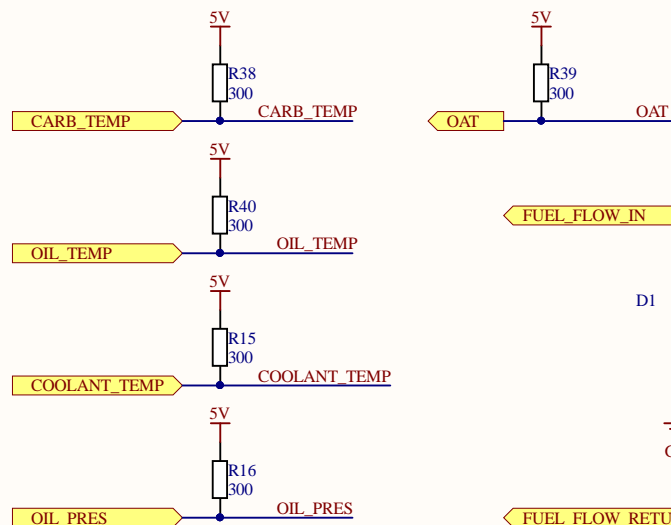 5V
R38
300
CARB_TEMP
CARB_TEMP
5V
R39
300
OAT
OAT
5V
R40
300
OIL_TEMP
OIL_TEMP
FUEL_FLOW_IN
D1
5V
R15
300
COOLANT_TEMP
COOLANT_TEMP
5V
R16
300
OIL_PRES
OIL_PRES
FUEL_FLOW_RETU